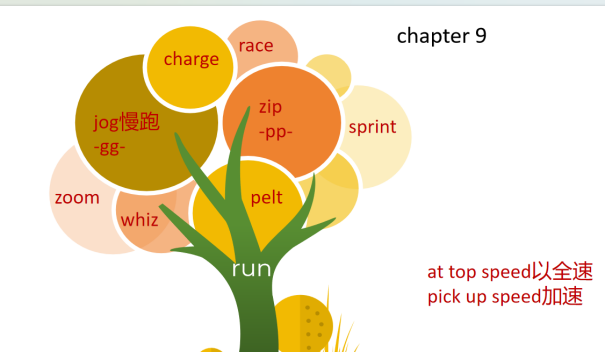 chapter 9
charge
race
jog慢跑
-gg-
zip
-pp-
sprint
zoom
whiz
pelt
run
at top speed以全速
pick up speed加速